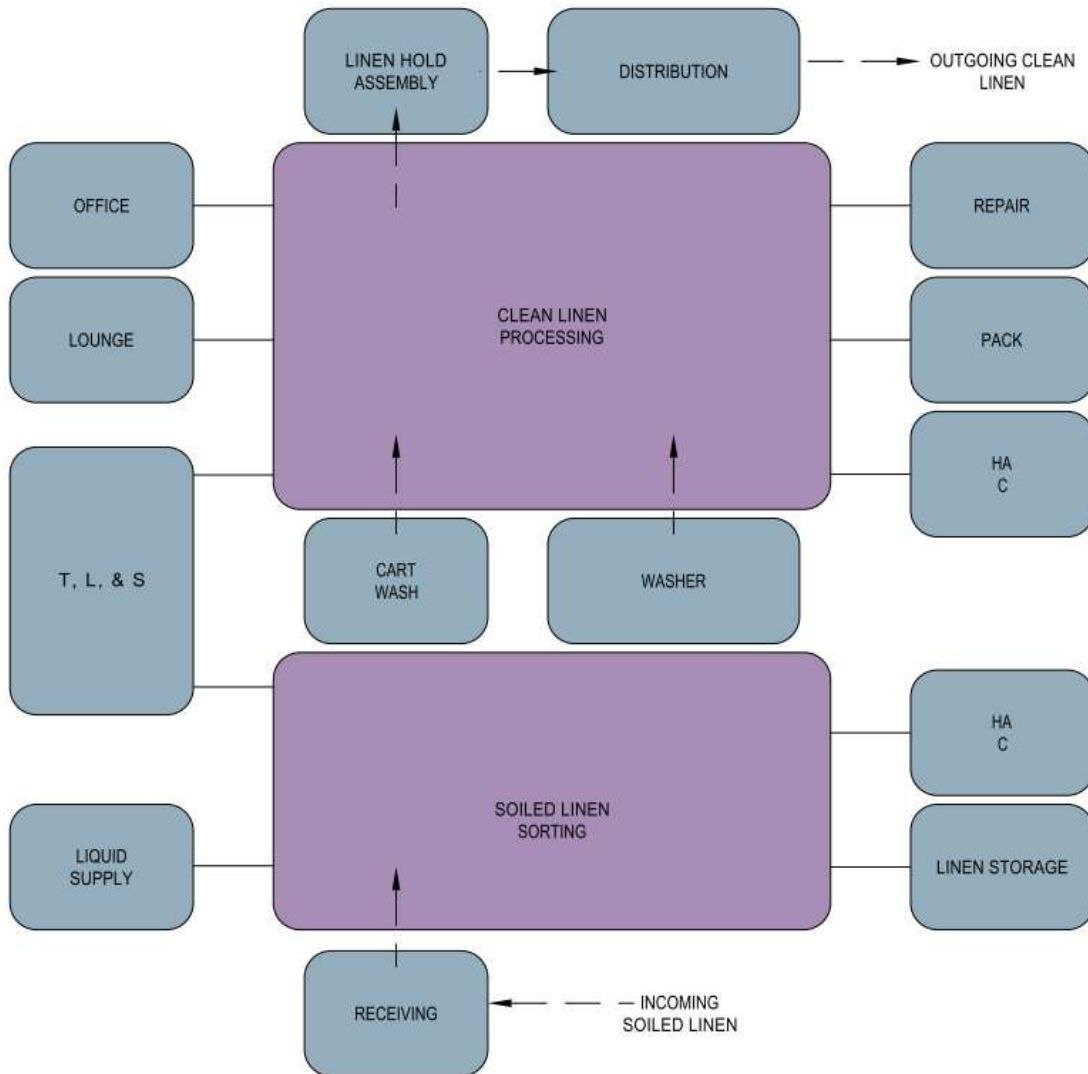 LINEN HOLD
ASSEMBLY
DISTRIBUTION
OUTGOING CLEAN
LINEN
OFFICE
REPAIR
CLEAN LINEN
PROCESSING
LOUNGE
PACK
HA
C
T, L, & S
CART
WASH
WASHER
HA
C
SOILED LINEN
SORTING
LIQUID
SUPPLY
LINEN STORAGE
RECEIVING
INCOMING
SOILED LINEN